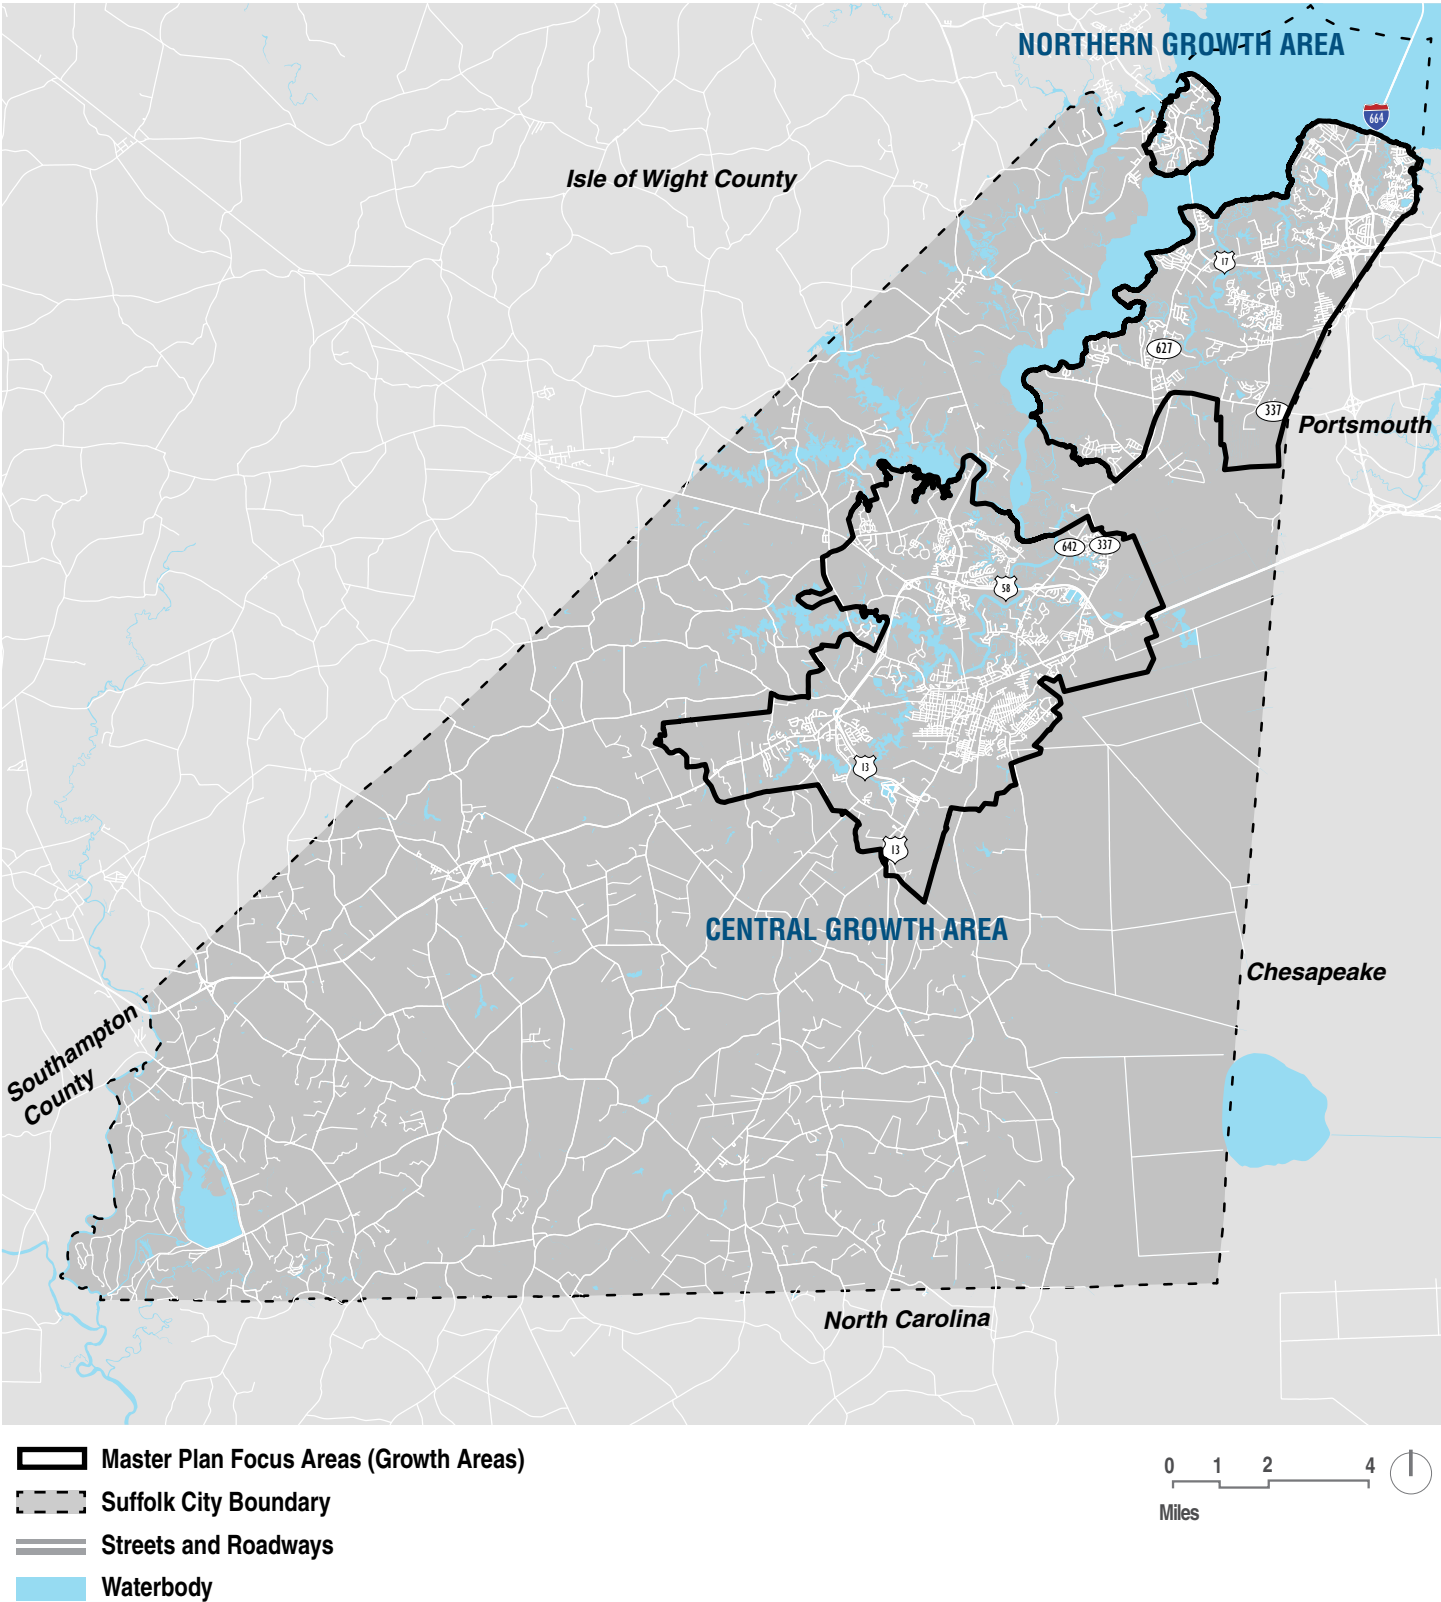 NORTHERN GROWTH AREA
664
Isle of Wight County
17
627
337
Portsmouth
642
337
58
13
13
CENTRAL GROWTH AREA
Chesapeake
Southampton
County
North Carolina
Master Plan Focus Areas (Growth Areas)
Suffolk City Boundary
Streets and Roadways
Waterbody
0 1 2 4
Miles